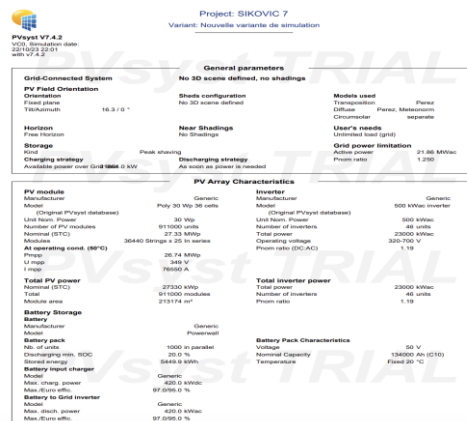 Project: SIKOVIC 7
Variant: Nouvelle variante de simulation
PVsyst V7.4.2
VC0, Simulation date:
22/10/23 22:01
with v7.4.2
PVsyst TRIAL
General parameters
Grid-Connected System No 3D scene defined, no shadings
PV Field Orientation
Orientation Sheds configuration Models used
Fixed plane No 3D scene defined Transposition Perez
Tilt/Azimuth 16.3 / 0 ° Diffuse Perez, Meteonorm
Circumsolar separate
Horizon Near Shadings User's needs
Free Horizon No Shadings Unlimited load (grid)
Storage Grid power limitation
Kind Peak shaving Active power 21.86 MWac
Charging strategy Discharging strategy Pnom ratio 1.250
Available power over Grid kW As soon as power is needed
PV Array Characteristics
PV module Inverter
Manufacturer Generic Manufacturer Generic
Model Poly 30 Wp 36 cells Model 500 kWac inverter
(Original PVsyst database) (Original PVsyst database)
Unit Nom. Power 30 Wp Unit Nom. Power 500 kWac
Number of PV modules 911000 units Number of inverters 46 units
Nominal (STC) 27.33 MWp Total power 23000 kWac
Modules 36440 Strings x 25 In series Operating voltage 320-700 V
At operating cond. (50°C) Pnom ratio (DC:AC) 1.19
Pmpp 26.74 MWp
U mpp 349 V
I mpp 76550 A
PVsyst TRIAL
Total PV power Total inverter power
Nominal (STC) 27330 kWp Total power 23000 kWac
Total 911000 modules Number of inverters 46 units
Module area 213174 m² Pnom ratio 1.19
Battery Storage
Battery
Manufacturer Generic
Model Powerwall
Battery pack Battery Pack Characteristics
Nb. of units 1000 in parallel Voltage 50 V
Discharging min. SOC 20.0 % Nominal Capacity 134000 Ah (C10)
Stored energy 5449.9 kWh Temperature Fixed 20 °C
Battery input charger
Model Generic
Max. charg. power 420.0 kWdc
Max./Euro effic. 97.0/95.0 %
Battery to Grid inverter
Model Generic
Max. disch. power 420.0 kWac
Max./Euro effic. 97.0/95.0 %
PVsyst TRIAL